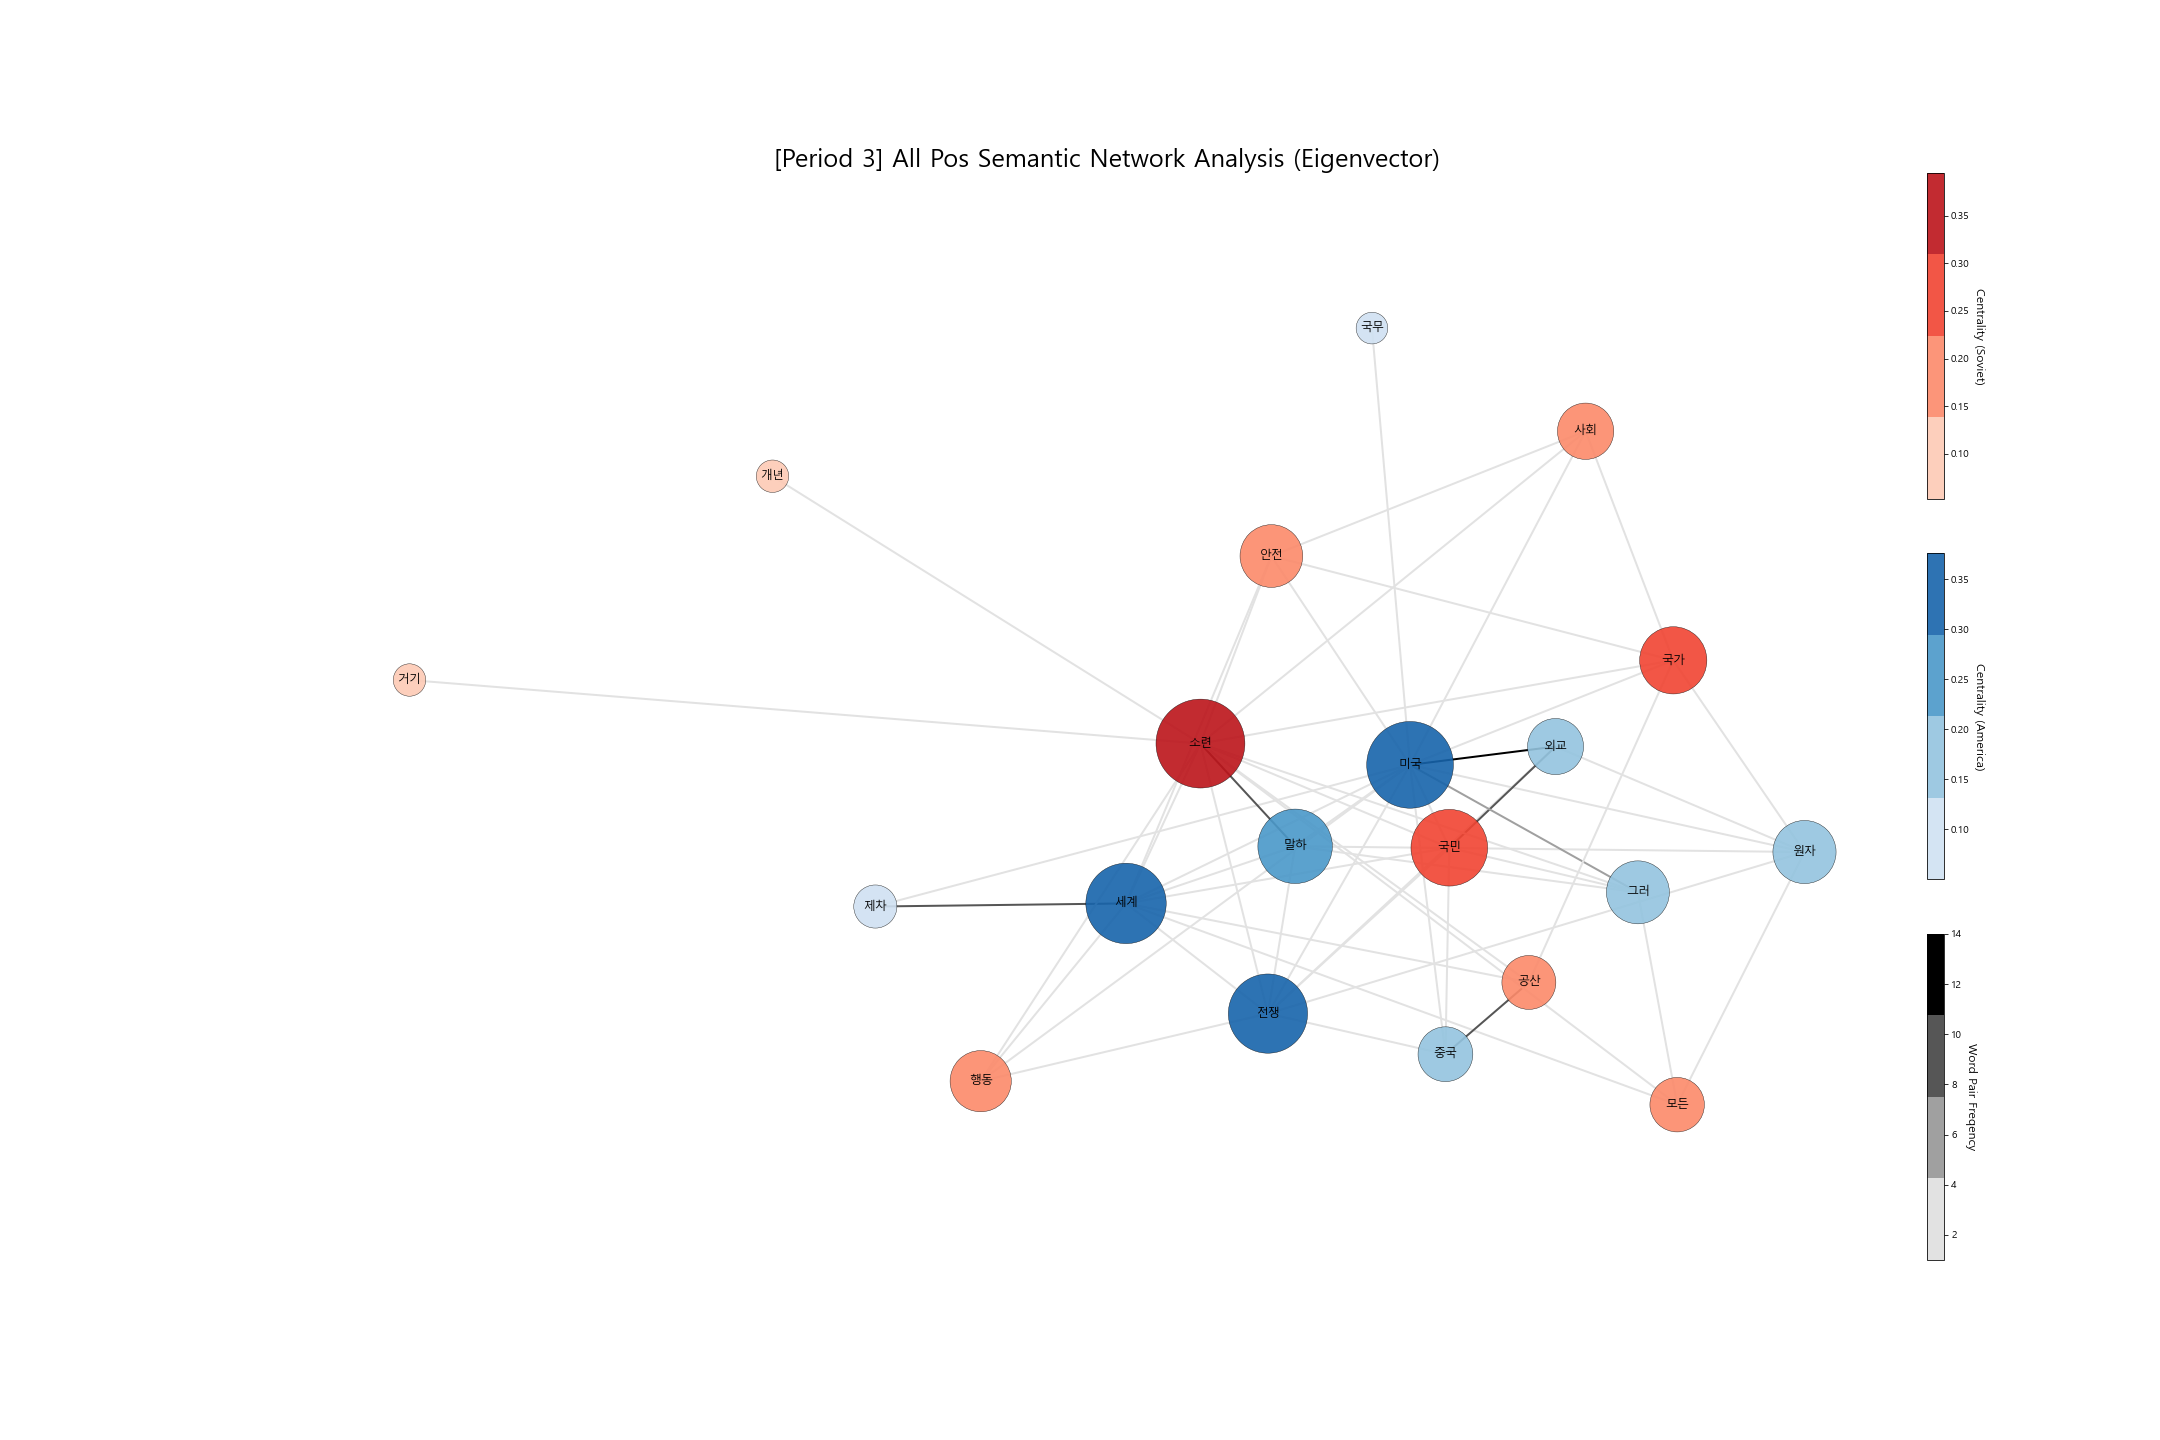 [Period 3] All Pos Semantic Network Analysis (Eigenvector)
국무
사회
개념
안전
국가
거기
소련
외교
미국
말하
국민
원자
그러
세계
제차
공산
전쟁
중국
행동
모든
0.35
0.30
0.25
0.20
0.15
0.10
Centrality (Soviet)
0.35
0.30
0.25
0.20
0.15
0.10
Centrality (America)
14
12
10
8
6
4
2
Word Pair Freqency